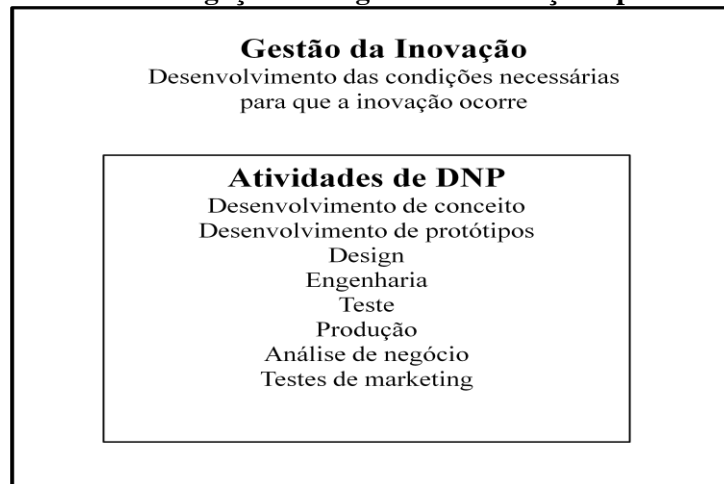 Gestão da Inovação
Desenvolvimento das condições necessárias
para que a inovação ocorre
Atividades de DNP
Desenvolvimento de conceito
Desenvolvimento de protótipos
Design
Engenharia
Teste
Produção
Análise de negócio
Testes de marketing